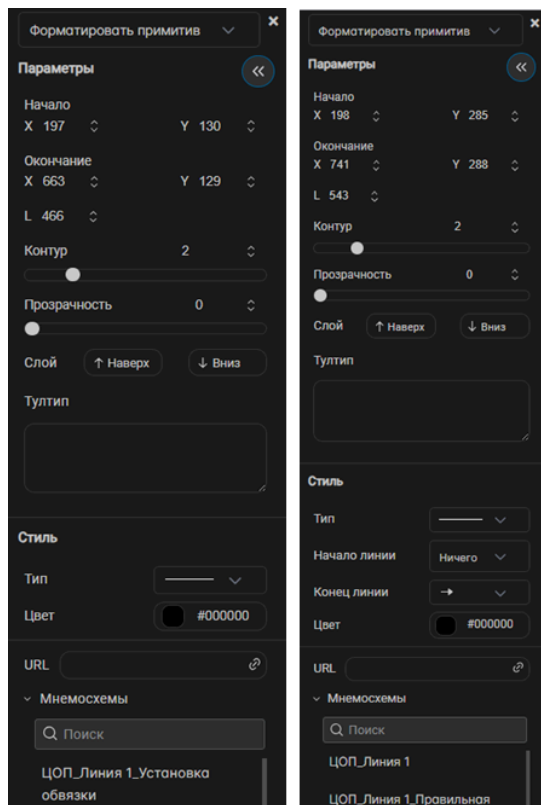 Форматировать примитив
Параметры
Начало
X 197 Y 130
Окончание
X 663 Y 129
L 466
Контур 2
Прозрачность 0
Слой ↑ Наверх ↓ Вниз
Тултип
Стиль
Тип
Цвет #000000
URL
Мнемосхемы
Поиск
ЦОП_Линия 1_Установка
обвязки
Форматировать примитив
Параметры
Начало
X 198 Y 285
Окончание
X 741 Y 288
L 543
Контур 2
Прозрачность 0
Слой ↑ Наверх ↓ Вниз
Тултип
Стиль
Тип
Начало линии Ничего
Конец линии →
Цвет #000000
URL
Мнемосхемы
Поиск
ЦОП_Линия 1
ЦОП_Линия 1_Правильная